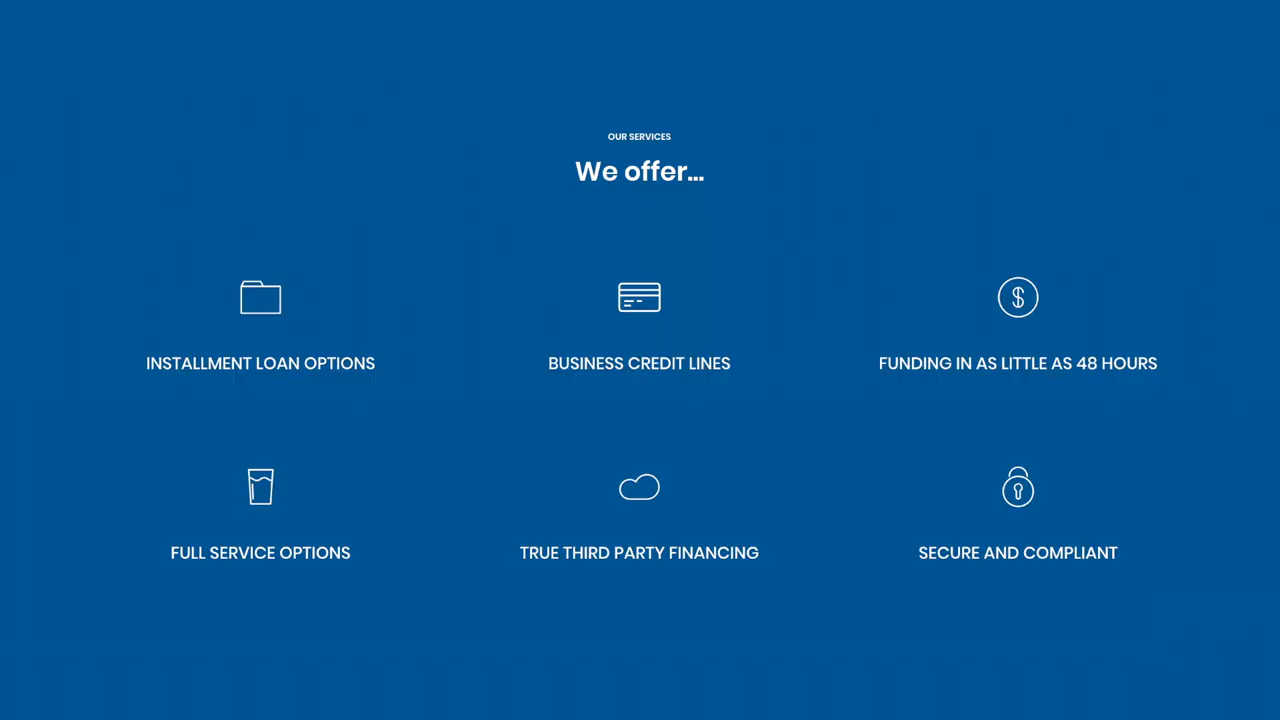 OUR SERVICES
We offer...
INSTALLMENT LOAN OPTIONS
BUSINESS CREDIT LINES
FUNDING IN AS LITTLE AS 48 HOURS
FULL SERVICE OPTIONS
TRUE THIRD PARTY FINANCING
SECURE AND COMPLIANT